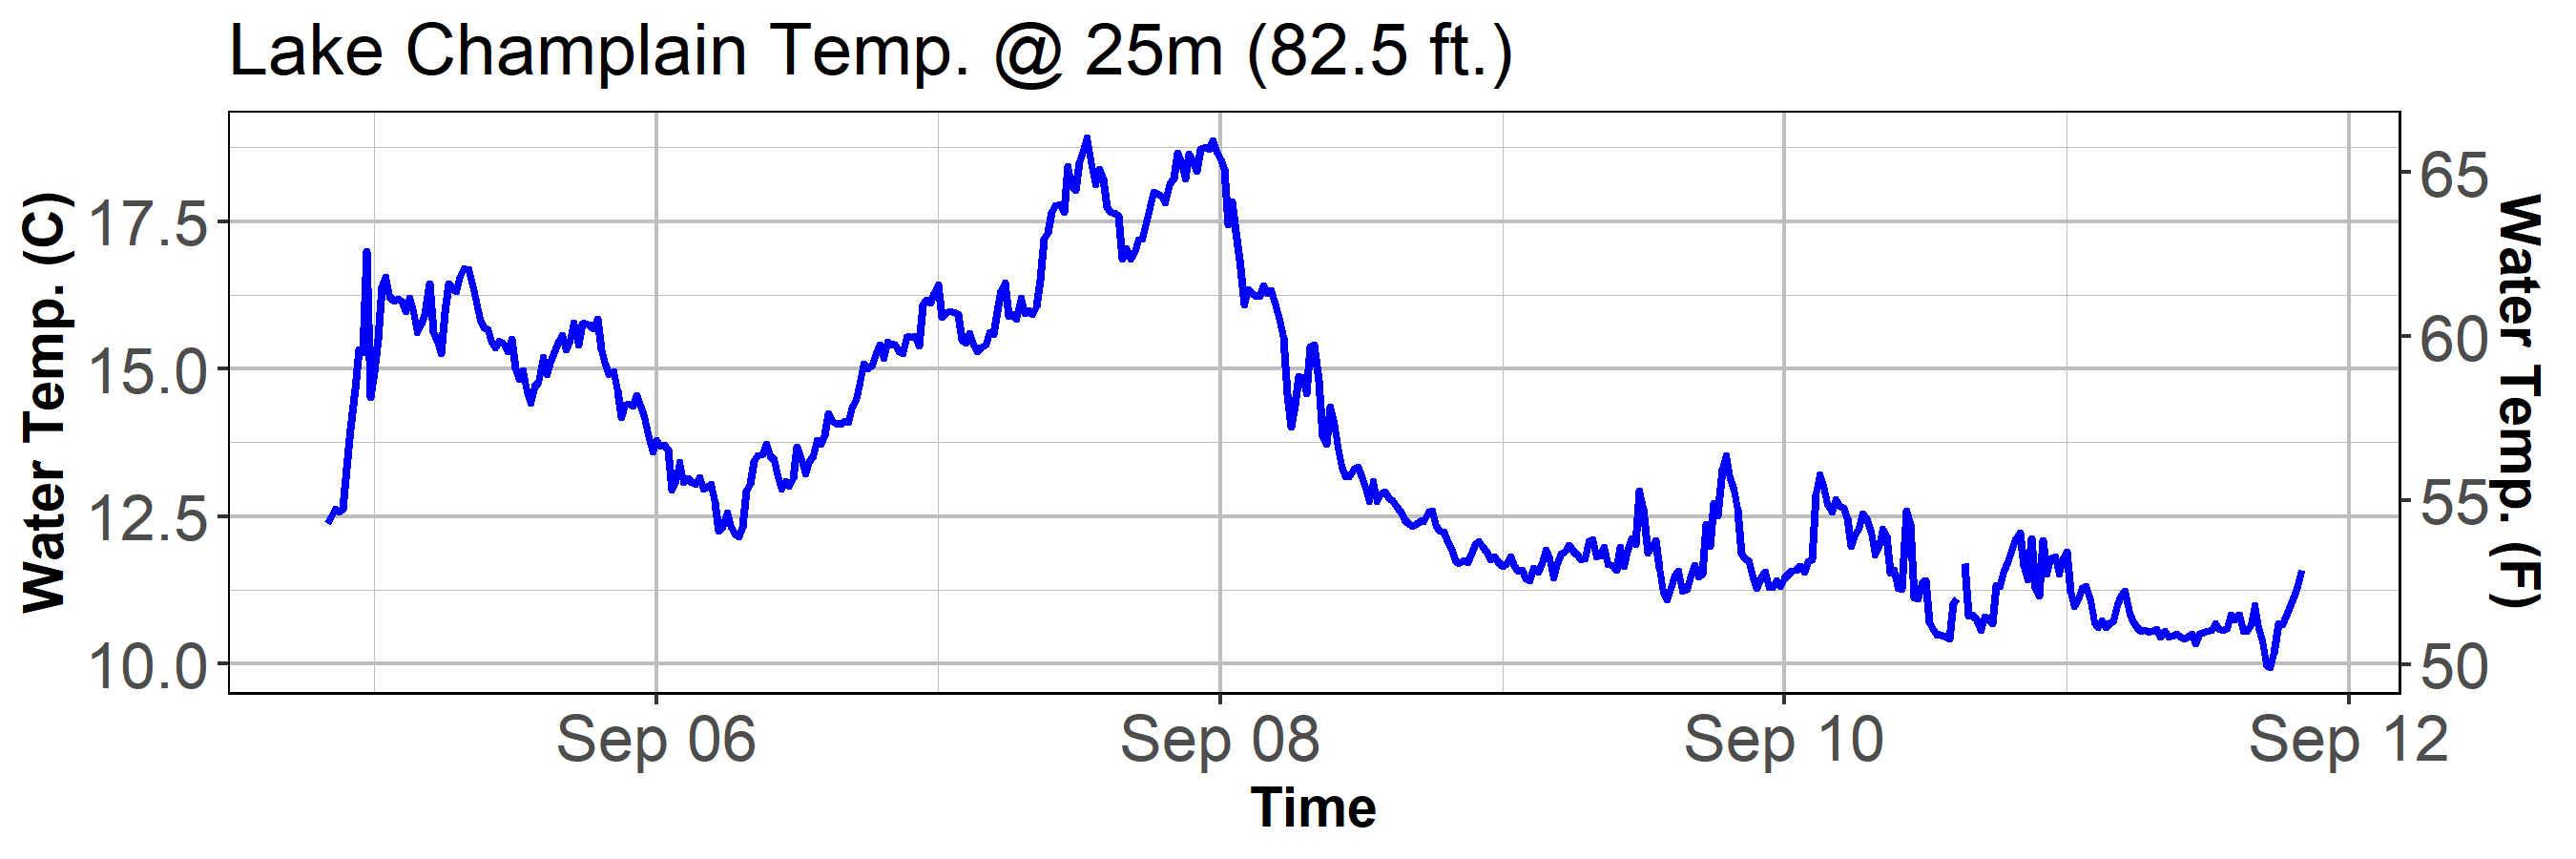 Lake Champlain Temp. @ 25m (82.5 ft.)
Water Temp. (C)
17.5
15.0
12.5
10.0
65
60
55
50
Water Temp. (F)
Sep 06 Sep 08 Sep 10 Sep 12
Time